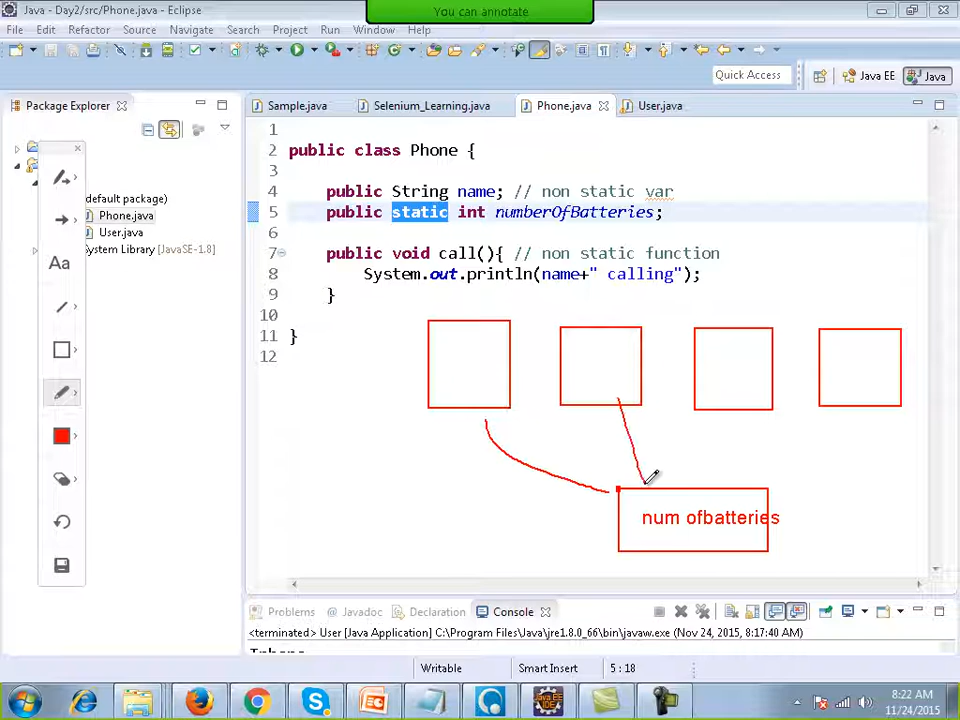 Java - Day2/src/Phone.java - Eclipse
You can annotate
File Edit Refactor Source Navigate Search Project Run Window Help
Quick Access
Java EE
Java
Package Explorer
Sample.java
Selenium_Learning.java
Phone.java
User.java
1
2 public class Phone {
3
4 public String name; // non static var
5 public static int numberOfBatteries;
6
7 public void call(){ // non static function
8 System.out.println(name+" calling");
9 }
10
11 }
12
(default package)
Phone.java
User.java
System Library [JavaSE-1.8]
Aa
num ofbatteries
Problems @ Javadoc Declaration Console
<terminated> User [Java Application] C:\Program Files\Java\jre1.8.0_66\bin\javaw.exe (Nov 24, 2015, 8:17:40 AM)
Writable
Smart Insert
5 : 18
8:22 AM
11/24/2015